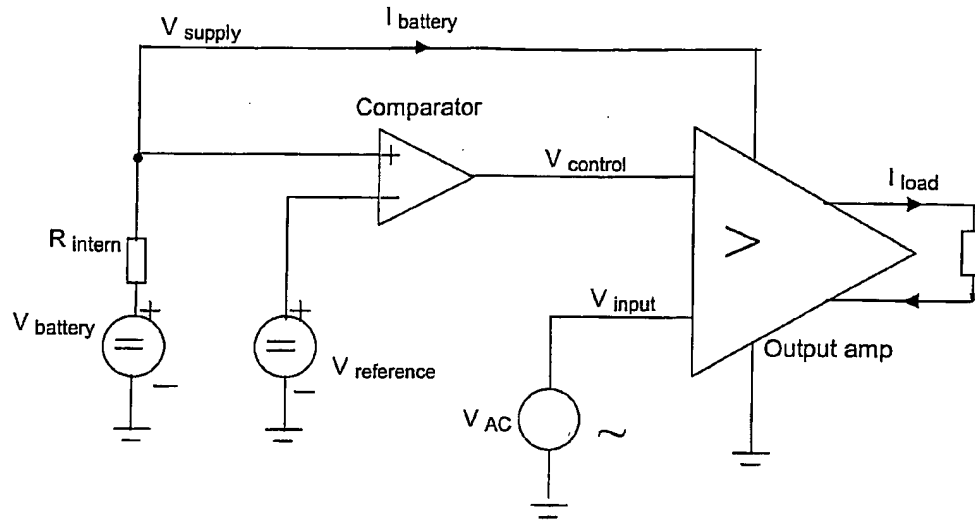 V supply
I battery
Comparator
+
−
V control
I load
R intern
>
V input
+
V battery
=
−
+
=
V reference
−
Output amp
V AC
~